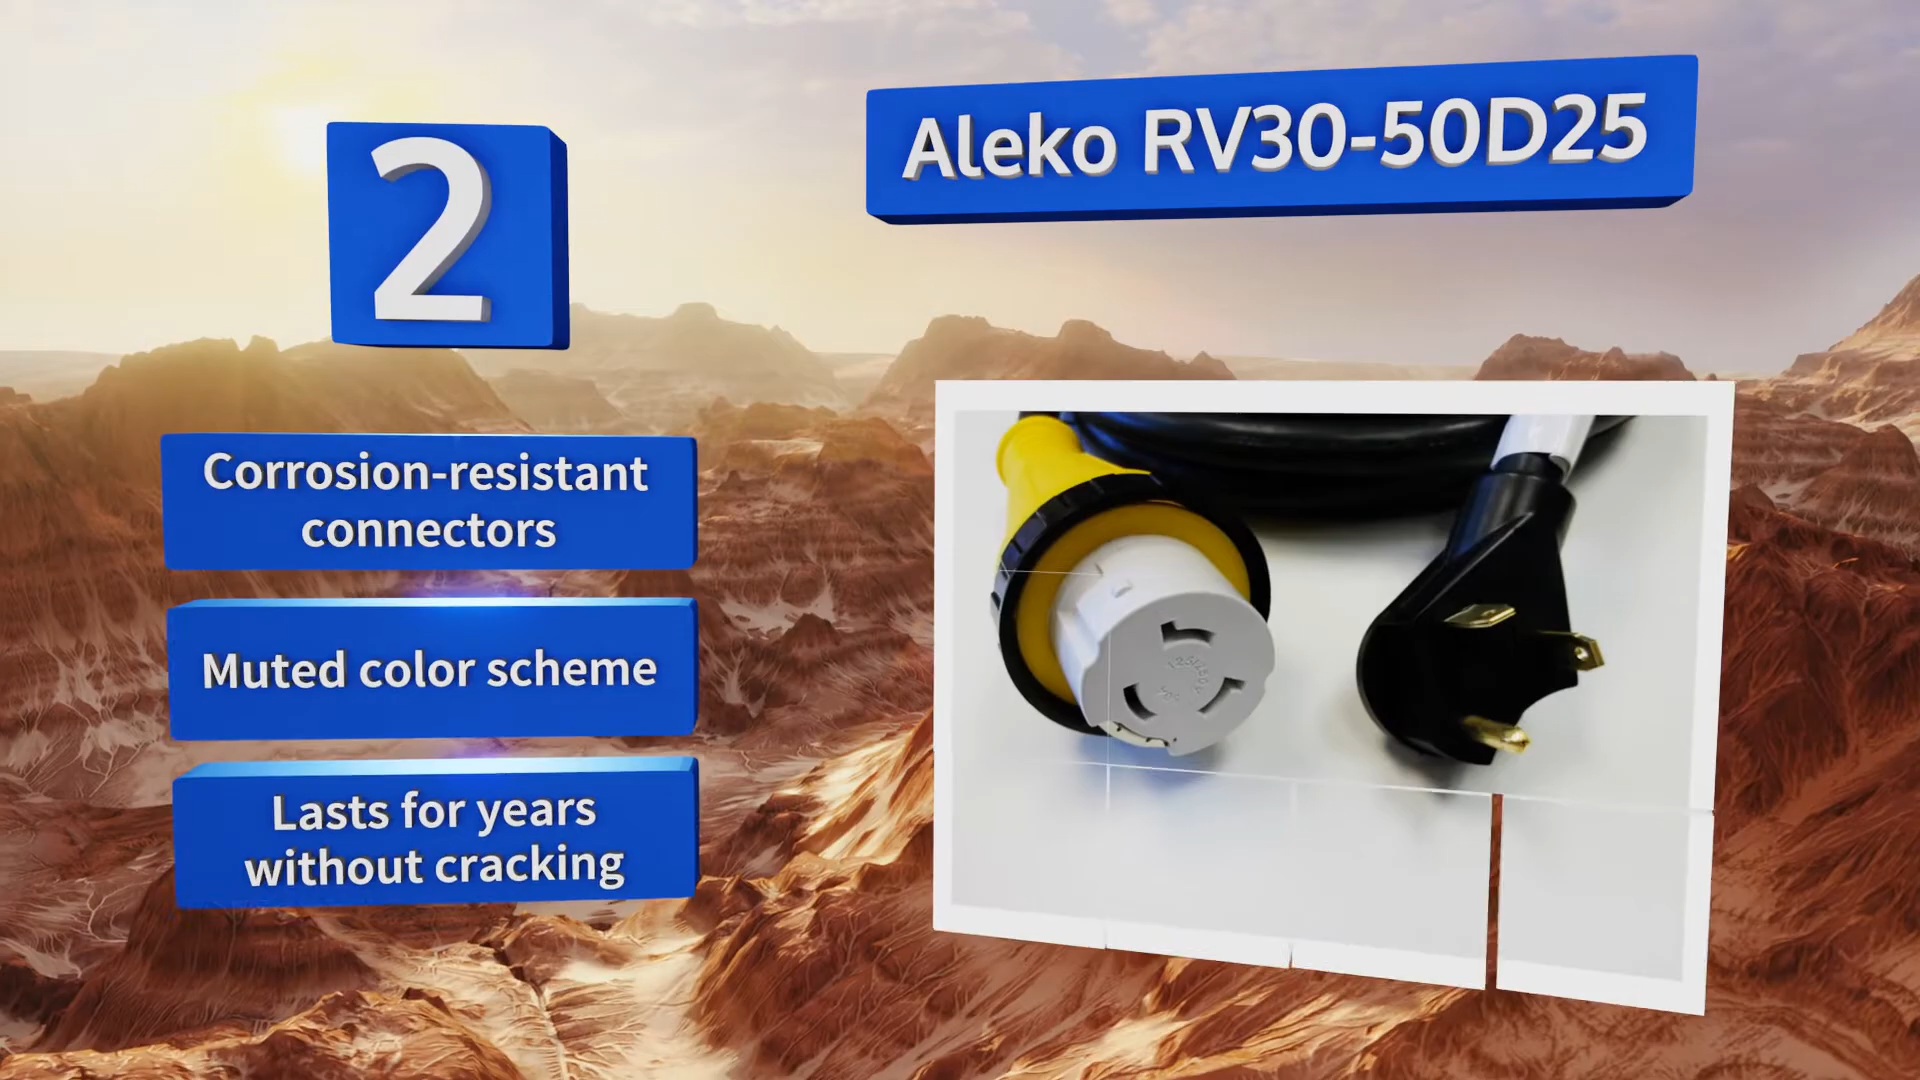 2
Aleko RV30-50D25
Corrosion-resistant
connectors
Muted color scheme
Lasts for years
without cracking